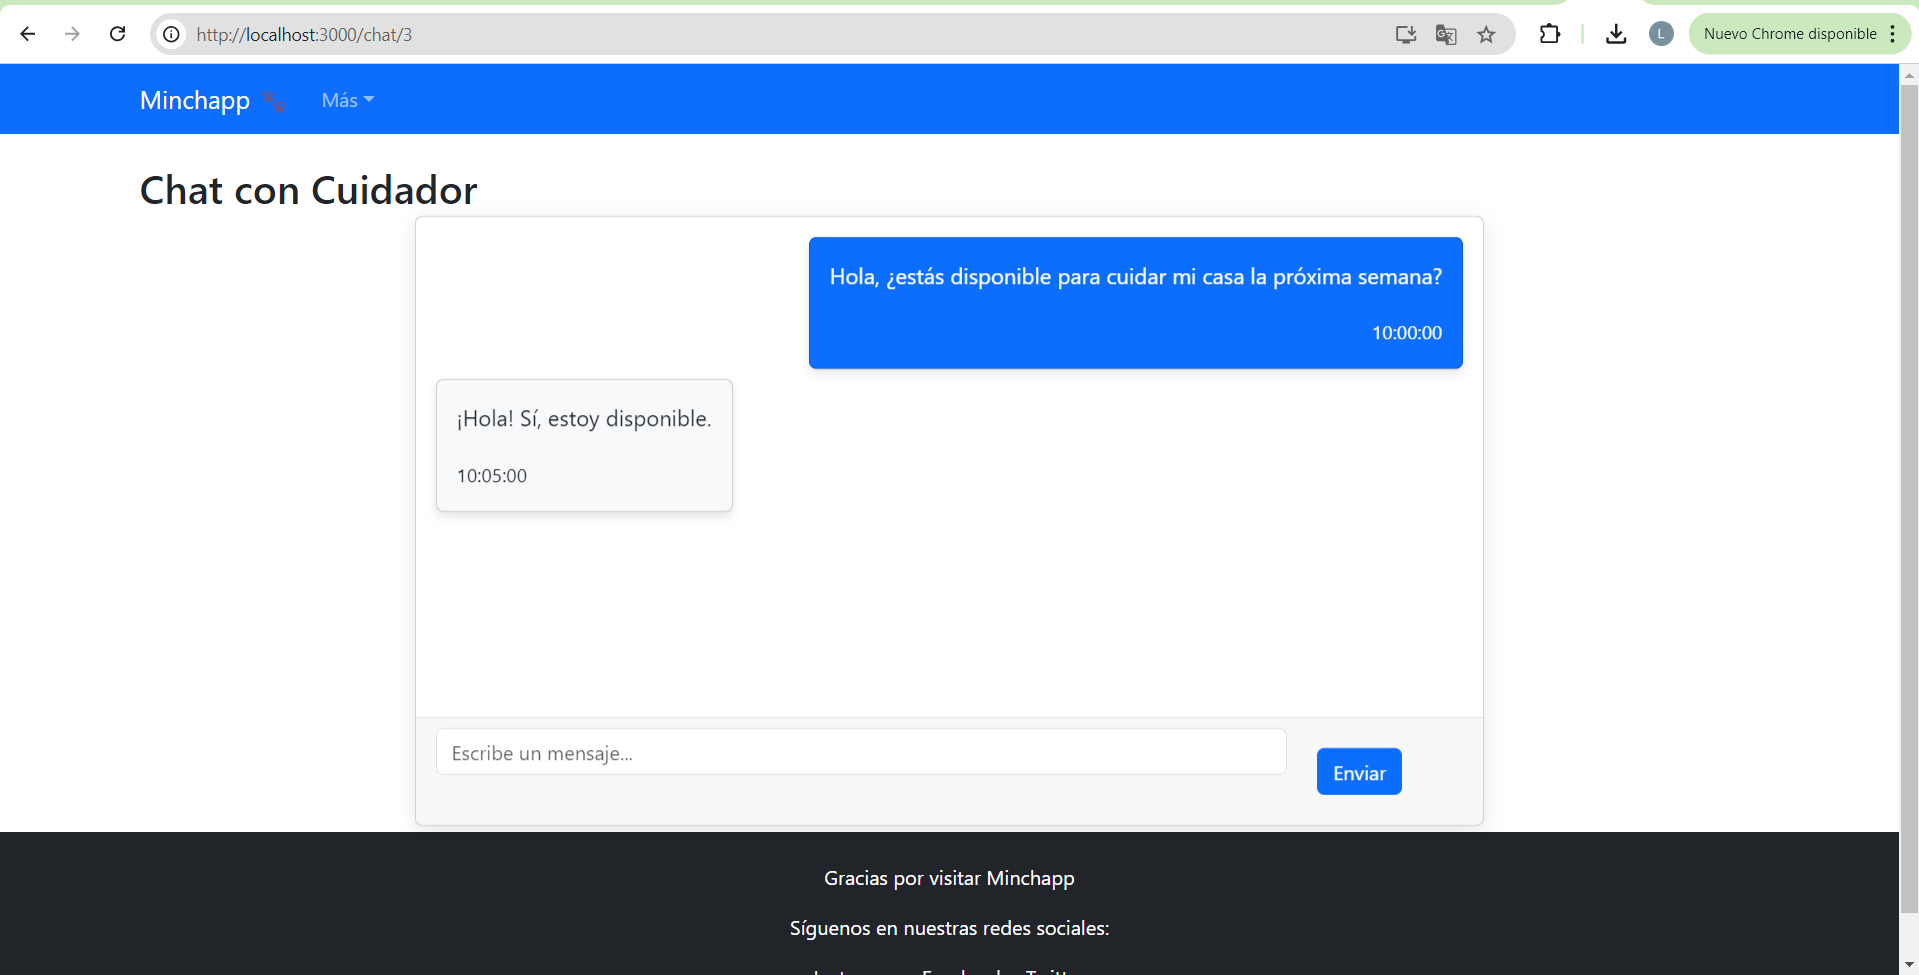 http://localhost:3000/chat/3
L
Nuevo Chrome disponible
Minchapp
Más
Chat con Cuidador
Hola, ¿estás disponible para cuidar mi casa la próxima semana?
10:00:00
¡Hola! Sí, estoy disponible.
10:05:00
Escribe un mensaje...
Enviar
Gracias por visitar Minchapp
Síguenos en nuestras redes sociales: